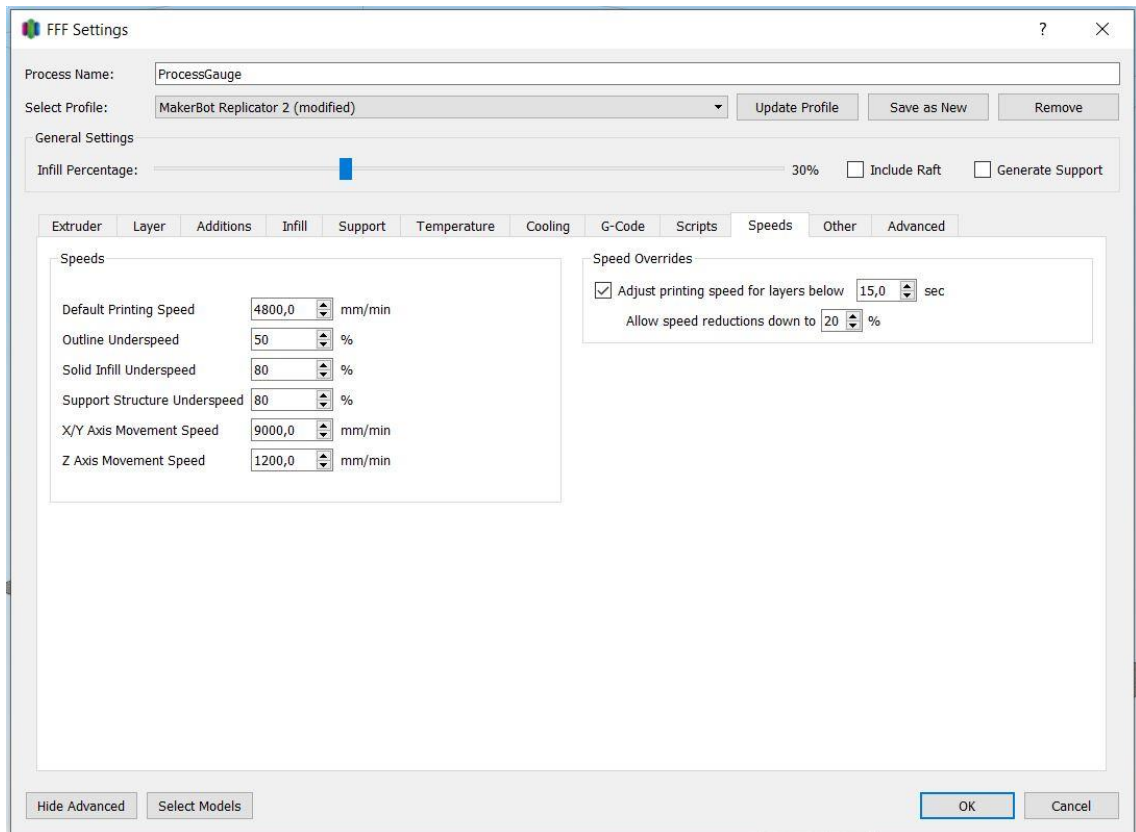 FFF Settings ?
Process Name: ProcessGauge
Select Profile: MakerBot Replicator 2 (modified) Update Profile Save as New Remove
General Settings
Infill Percentage: 30% Include Raft Generate Support
Extruder Layer Additions Infill Support Temperature Cooling G-Code Scripts Speeds Other Advanced
Speeds
Default Printing Speed 4800,0 mm/min
Outline Underspeed 50 %
Solid Infill Underspeed 80 %
Support Structure Underspeed 80 %
X/Y Axis Movement Speed 9000,0 mm/min
Z Axis Movement Speed 1200,0 mm/min
Speed Overrides
Adjust printing speed for layers below 15,0 sec
Allow speed reductions down to 20 %
Hide Advanced Select Models OK Cancel